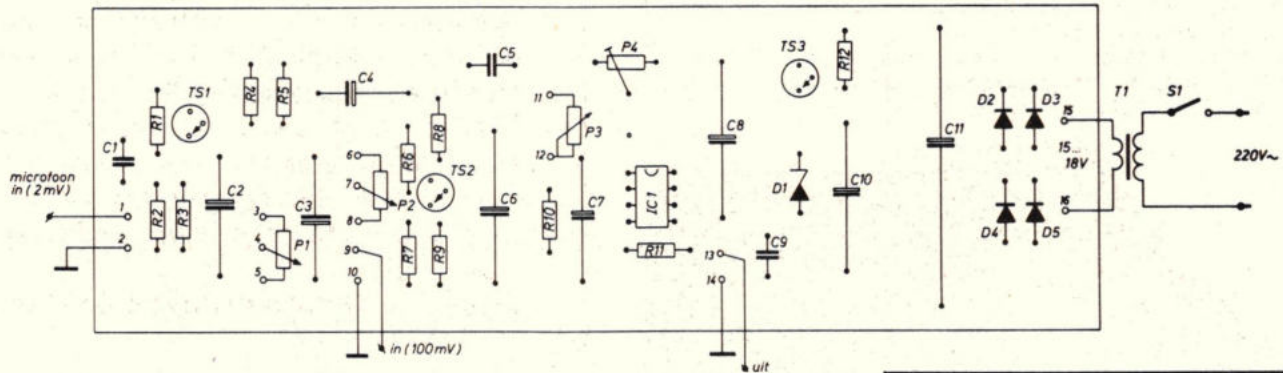 C5
P4
TS3
R12
C4
TS1
R4
R5
R1
11
P3
12
C8
C11
D2
D3
15
T1
S1
15...
18V
220V~
C1
microfoon
in (2mV)
1
2
R2
R3
C2
3
4
5
P1
C3
6
7
8
9
10
P2
R6
R8
TS2
R7
R9
C6
R10
C7
IC1
R11
13
14
D1
C9
C10
16
D4
D5
in (100mV)
uit